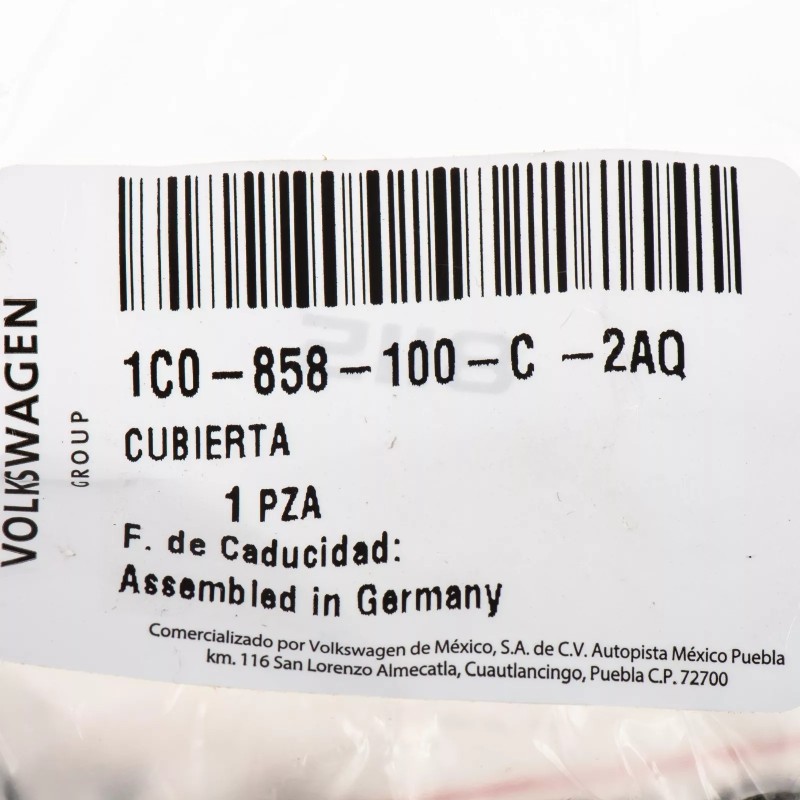 VOLKSWAGEN
GROUP
1C0-858-100-C -2AQ
CUBIERTA
1 PZA
F. de Caducidad:
Assembled in Germany
Comercializado por Volkswagen de México, S.A. de C.V. Autopista México Puebla
km. 116 San Lorenzo Almecatla, Cuautlancingo, Puebla C.P. 72700